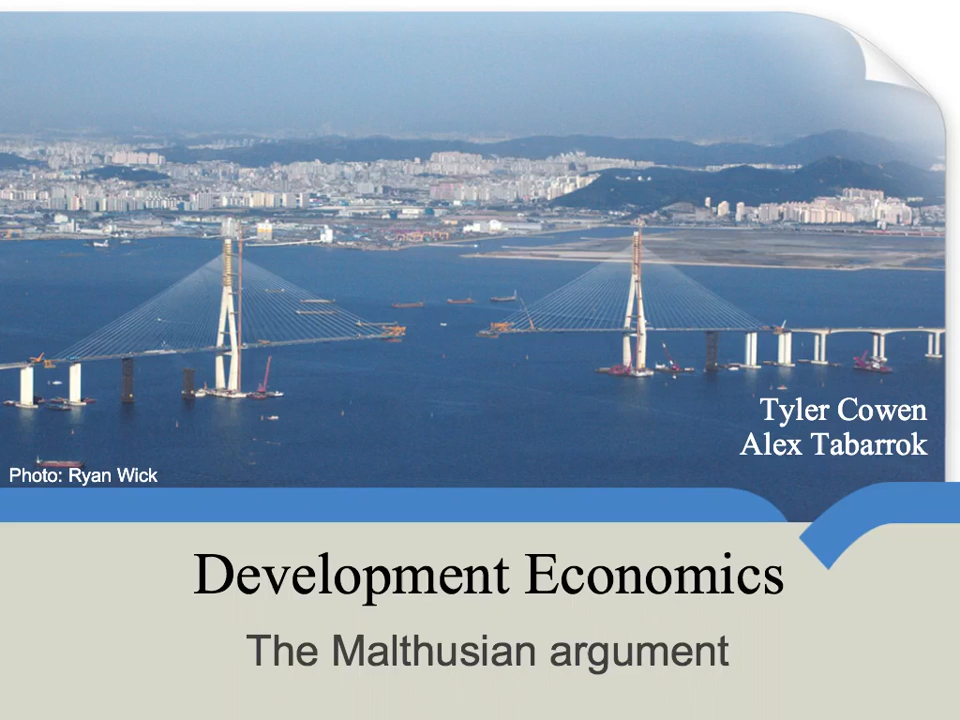 Tyler Cowen
Alex Tabarrok
Photo: Ryan Wick
Development Economics
The Malthusian argument